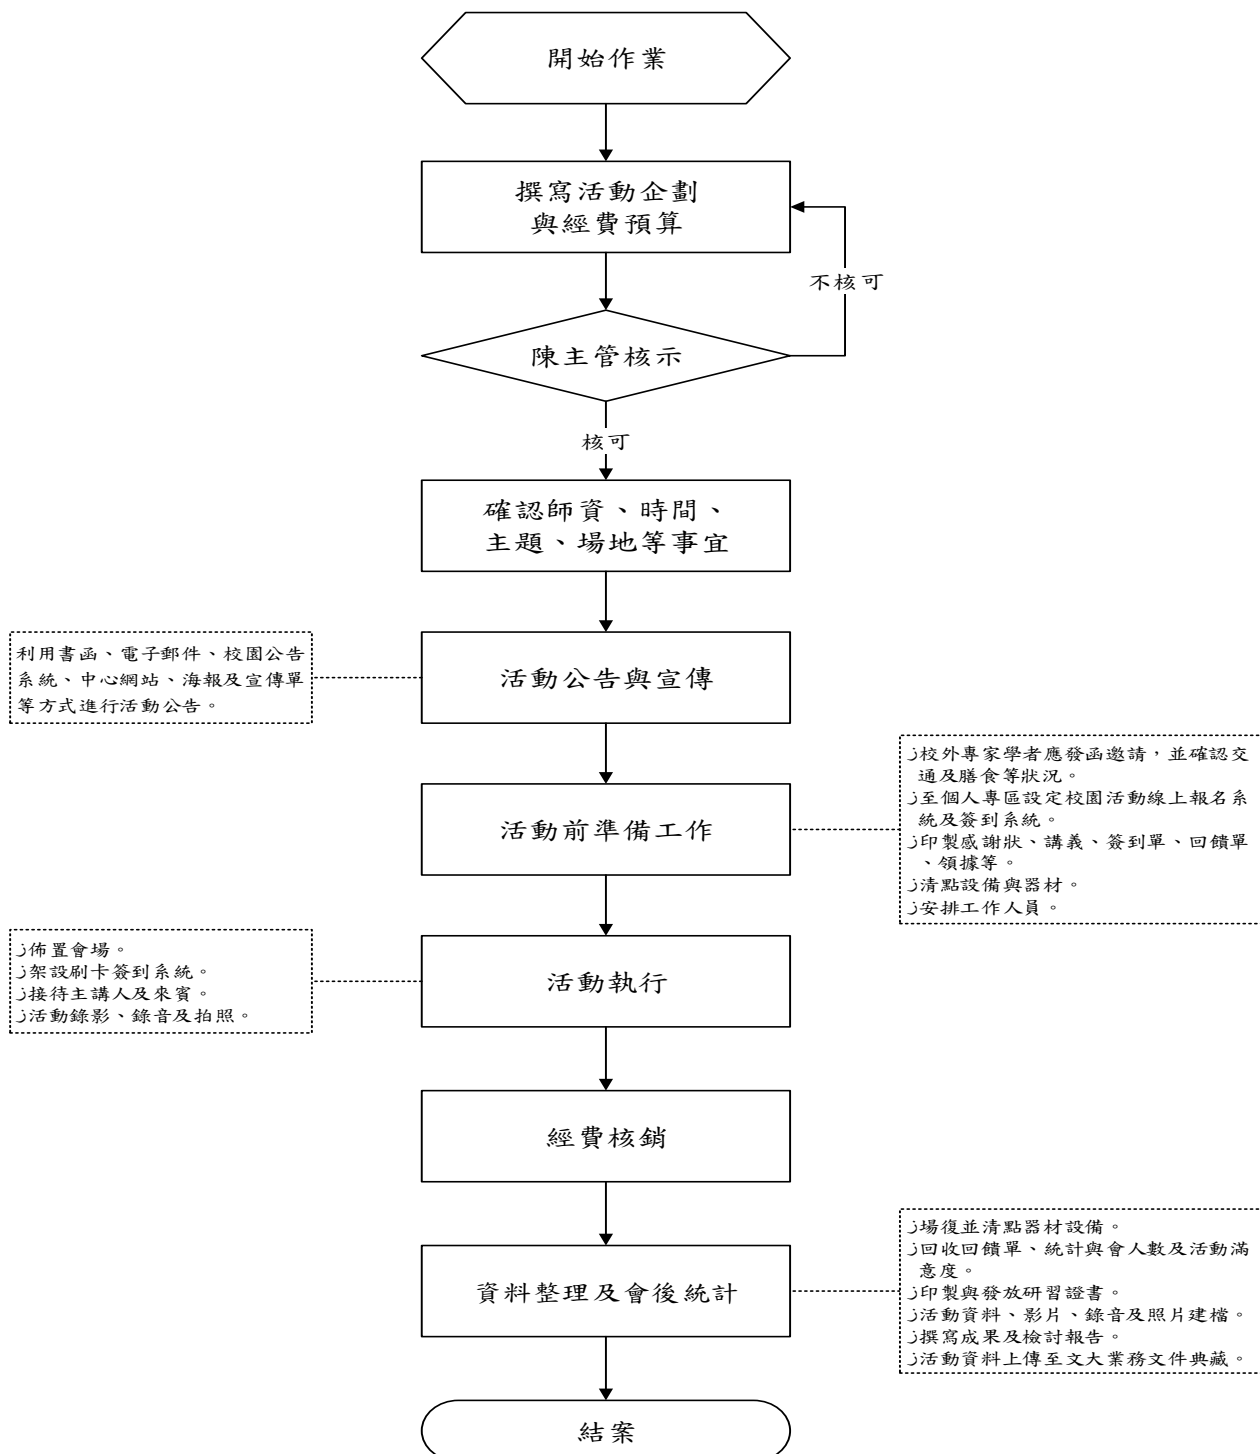 開始作業
撰寫活動企劃
與經費預算
不核可
陳主管核示
核可
確認師資、時間、
主題、場地等事宜
利用書函、電子郵件、校園公告
系統、中心網站、海報及宣傳單
等方式進行活動公告。
活動公告與宣傳
校外專家學者應發函邀請，並確認交
通及膳食等狀況。
至個人專區設定校園活動線上報名系
統及簽到系統。
印製感謝狀、講義、簽到單、回饋單
、領據等。
清點設備與器材。
安排工作人員。
活動前準備工作
佈置會場。
架設刷卡簽到系統。
接待主講人及來賓。
活動錄影、錄音及拍照。
活動執行
經費核銷
場復並清點器材設備。
回收回饋單、統計與會人數及活動滿
意度。
印製與發放研習證書。
活動資料、影片、錄音及照片建檔。
撰寫成果及檢討報告。
活動資料上傳至文大業務文件典藏。
資料整理及會後統計
結案